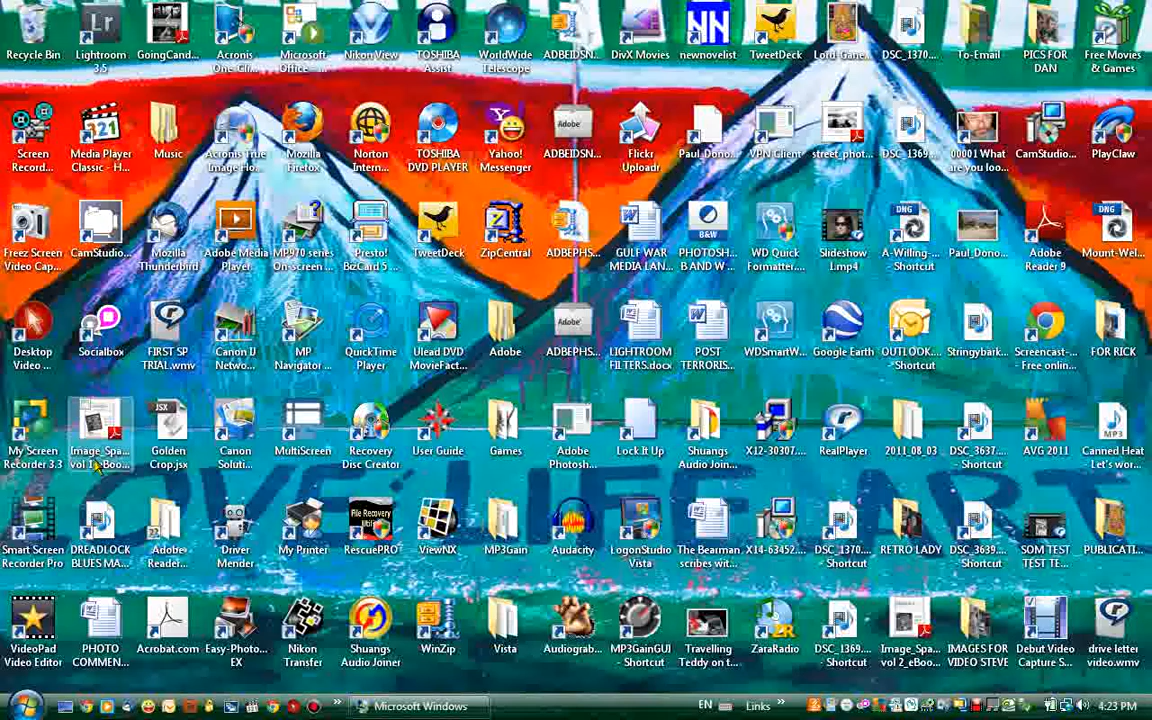 Recycle Bin
Lightroom
3.5
GoingCand...
Acronis
One-Cli...
Microsoft
Office-...
Nikon View
TOSHIBA
Assist
WorldWide
Telescope
ADBEIDSN...
DivX Movies
newnovelist
TweetDeck
Lord-Gane...
DSC_1370...
To-Email
PICS FOR
DAN
Free Movies
& Games
Screen
Record...
Media Player
Classic - H...
Music
Acronis True
Image Ho...
Mozilla
Firefox
Norton
Intern...
TOSHIBA
DVD PLAYER
Yahoo!
Messenger
Adobe
ADBEIDSN...
Flickr
Uploadr
Paul_Dono...
VPN Client
street_phot...
DSC_1369...
00001 What
are you loo...
CamStudio...
PlayClaw
Freez Screen
Video Cap...
CamStudio...
Mozilla
Thunderbird
Adobe Media
Player
MP970 series
On-screen ...
Presto!
BizCard 5 ...
TweetDeck
ZipCentral
ADBEPHS...
GULF WAR
MEDIA LAN...
B&W
PHOTOSH...
B AND W ...
WD Quick
Formatter...
Slideshow
1.mp4
DNG
A-Willing-...
- Shortcut
Paul_Dono...
Adobe
Reader 9
DNG
Mount-Wel...
Desktop
Video ...
Socialbox
FIRST SP
TRIAL.wmv
Canon IJ
Netwo...
MP
Navigator ...
QuickTime
Player
Ulead DVD
MovieFact...
Adobe
Adobe
ADBEPHS...
LIGHTROOM
FILTERS.docx
POST
TERRORIS...
WDSmartW...
Google Earth
OUTLOOK....
- Shortcut
Stringybark...
Screencast-...
- Free onlin...
FOR RICK
My Screen
Recorder 3.3
Image_Spa...
vol 1_eBoo...
JSX
Golden
Crop.jsx
Canon
Soluti...
MultiScreen
Recovery
Disc Creator
User Guide
Games
Adobe
Photosh...
Lock It Up
Shuangs
Audio Join...
X12-30307...
RealPlayer
2011_08_03
DSC_3637...
- Shortcut
AVG 2011
MP3
Canned Heat
Let's wor...
LOVE LIFE ART
Smart Screen
Recorder Pro
DREADLOCK
BLUES MA...
Adobe
Reader...
Driver
Mender
My Printer
File Recovery
RescuePRO
ViewNX
MP3Gain
Audacity
LogonStudio
Vista
The Bearman
scribes wit...
X14-63452...
DSC_1370...
- Shortcut
RETRO LADY
DSC_3639...
- Shortcut
SOM TEST
TEST TE...
PUBLICATI...
VideoPad
Video Editor
PHOTO
COMMEN...
Acrobat.com
Easy-Photo...
EX
Nikon
Transfer
Shuangs
Audio Joiner
WinZip
Vista
Audiograb...
MP3GainGUI
- Shortcut
Travelling
Teddy on t...
ZR
ZaraRadio
DSC_1369...
- Shortcut
Image_Spa...
vol 2_eBoo...
IMAGES FOR
VIDEO STEVE
Debut Video
Capture S...
drive letter
video.wmv
Microsoft Windows
EN
Links
4:23 PM